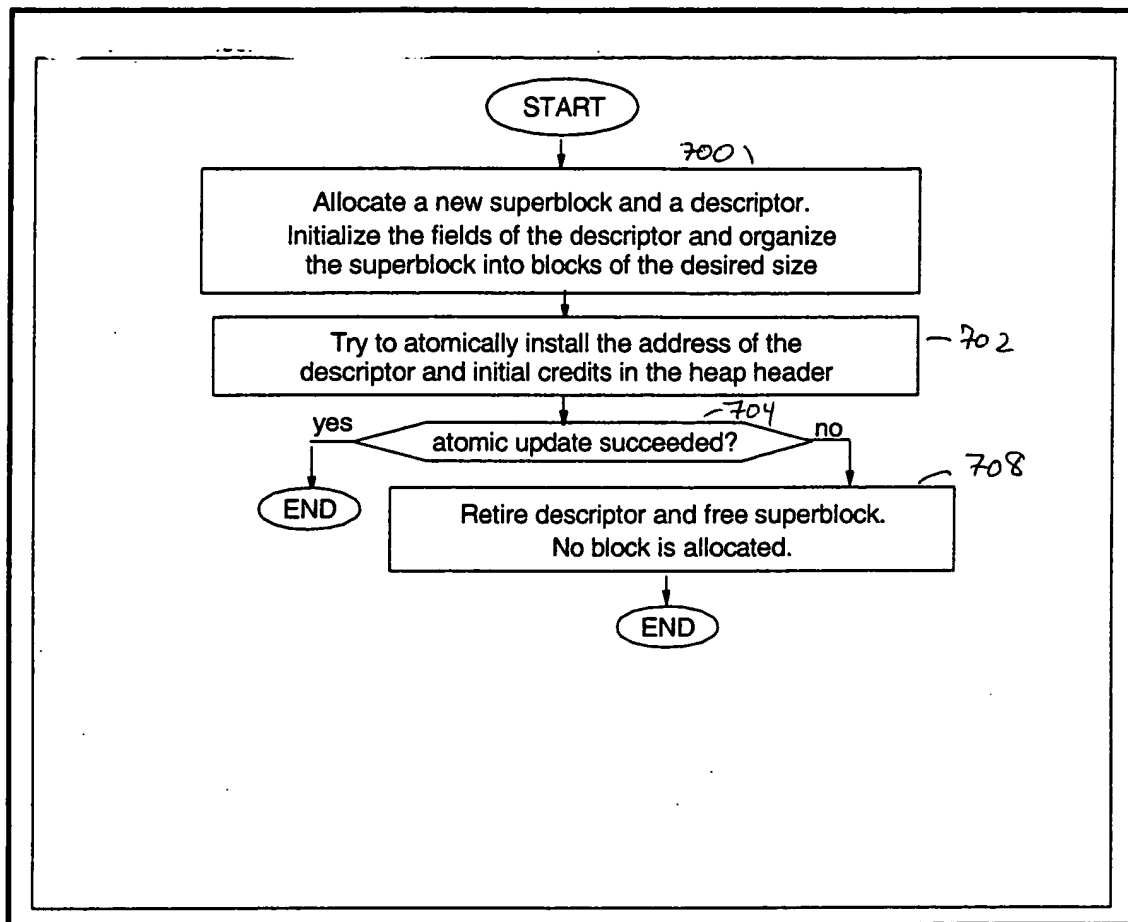 START
700
Allocate a new superblock and a descriptor.
Initialize the fields of the descriptor and organize
the superblock into blocks of the desired size
Try to atomically install the address of the
descriptor and initial credits in the heap header
702
704
yes
atomic update succeeded?
no
708
END
Retire descriptor and free superblock.
No block is allocated.
END